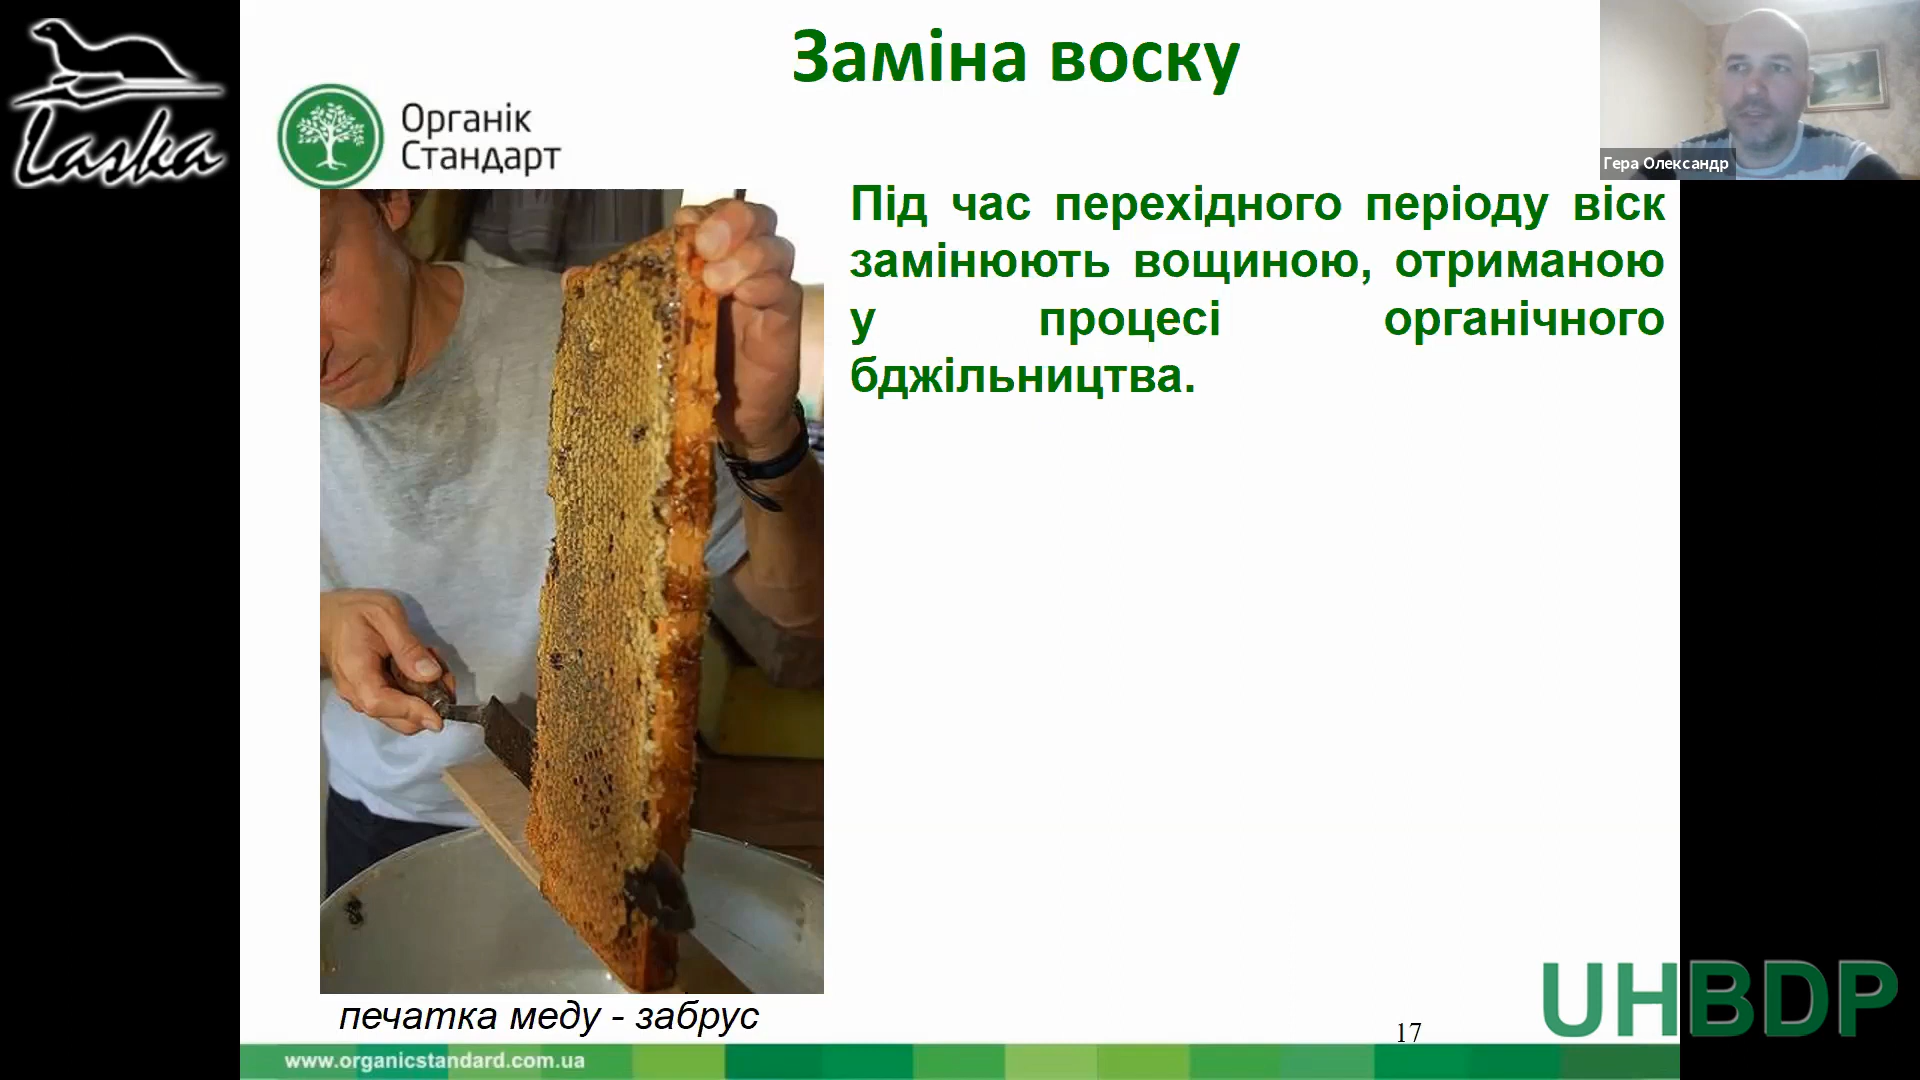 Laska
Заміна воску
Органік
Стандарт
Гера Олександр
Під час перехідного періоду віск
замінюють вощиною, отриманою
у процесі органічного
бджільництва.
печатка меду - забрус
17
UHBDP
www.organicstandard.com.ua